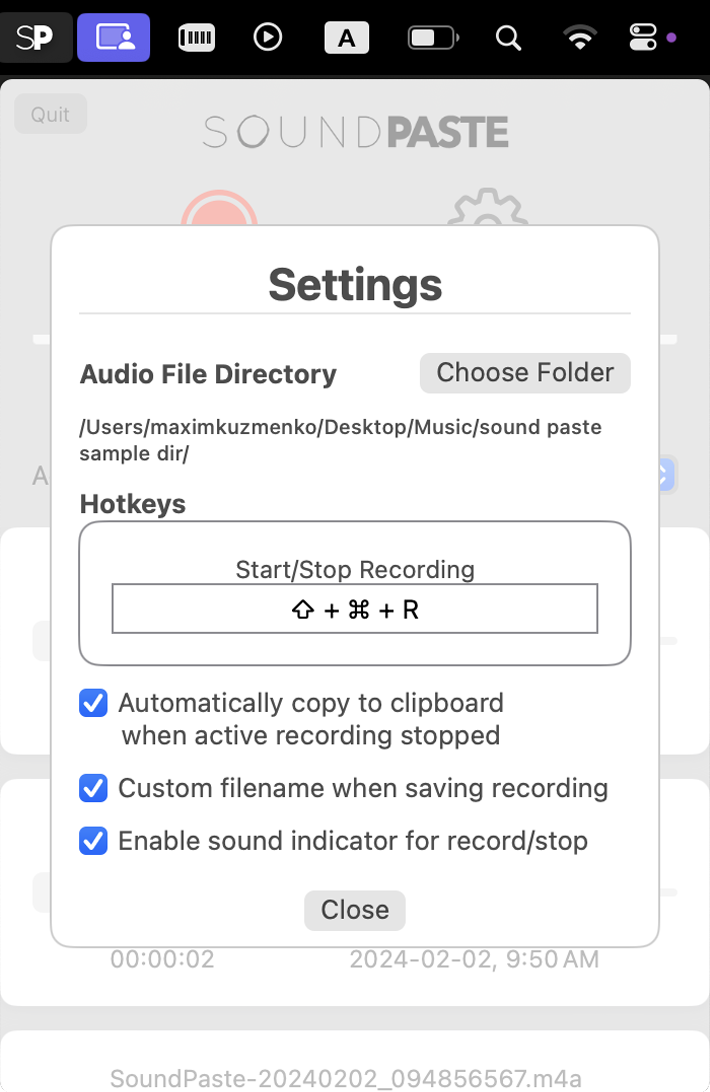 SP
A
Quit
SOUNDPASTE
Settings
Audio File Directory
Choose Folder
/Users/maximkuzmenko/Desktop/Music/sound paste
sample dir/
A
Hotkeys
Start/Stop Recording
⇧ + ⌘ + R
Automatically copy to clipboard
when active recording stopped
Custom filename when saving recording
Enable sound indicator for record/stop
Close
00:00:02
2024-02-02, 9:50 AM
SoundPaste-20240202_094856567.m4a